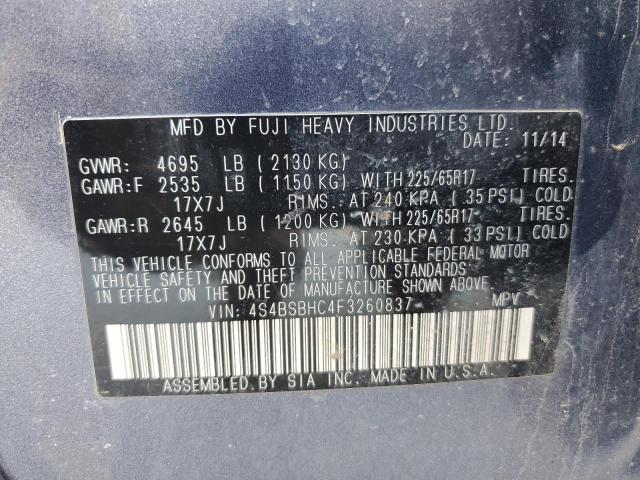 MFD BY FUJI HEAVY INDUSTRIES LTD.
DATE: 11/14
GVWR: 4695 LB (2130 KG)
GAWR:F 2535 LB (1150 KG) WITH 225/65R17 TIRES.
17X7J RIMS. AT 240 KPA (35 PSI) COLD
GAWR:R 2645 LB (1200 KG) WITH 225/65R17 TIRES.
17X7J RIMS. AT 230 KPA (33 PSI) COLD
THIS VEHICLE CONFORMS TO ALL APPLICABLE FEDERAL MOTOR
VEHICLE SAFETY AND THEFT PREVENTION STANDARDS
IN EFFECT ON THE DATE OF MANUFACTURE SHOWN ABOVE.
VIN: 4S4BSBHC4F3260837 MPV
ASSEMBLED BY SIA INC. MADE IN U.S.A.